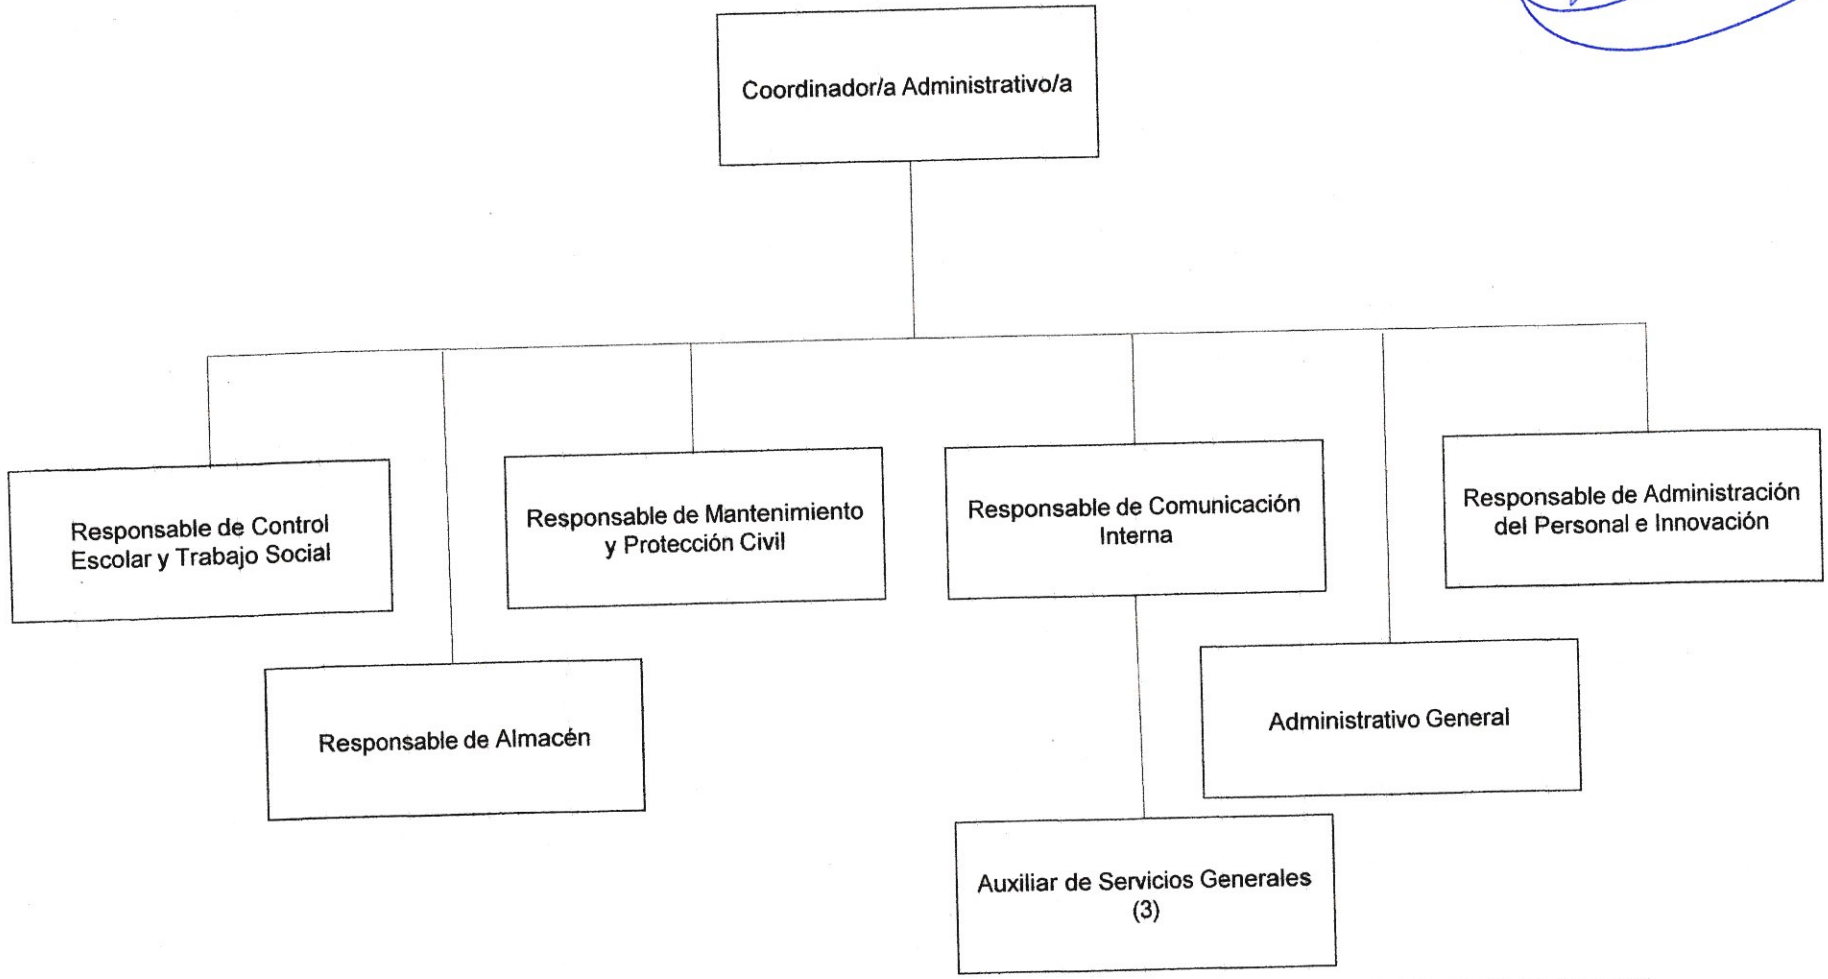 Coordinador/a Administrativo/a
Responsable de Control
Escolar y Trabajo Social
Responsable de Mantenimiento
y Protección Civil
Responsable de Comunicación
Interna
Responsable de Administración
del Personal e Innovación
Responsable de Almacén
Administrativo General
Auxiliar de Servicios Generales
(3)